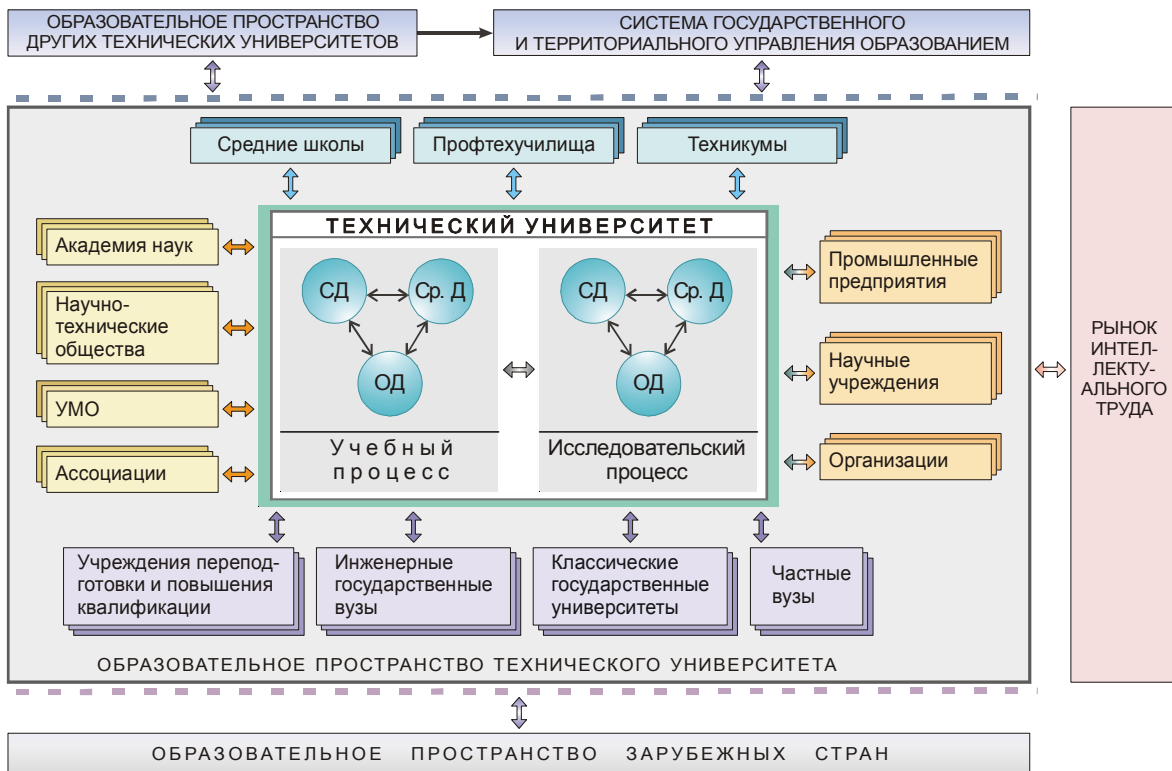 ОБРАЗОВАТЕЛЬНОЕ ПРОСТРАНСТВО
ДРУГИХ ТЕХНИЧЕСКИХ УНИВЕРСИТЕТОВ
СИСТЕМА ГОСУДАРСТВЕННОГО
И ТЕРРИТОРИАЛЬНОГО УПРАВЛЕНИЯ ОБРАЗОВАНИЕМ
Средние школы
Профтехучилища
Техникумы
Академия наук
Научно-
технические
общества
УМО
Ассоциации
ТЕХНИЧЕСКИЙ УНИВЕРСИТЕТ
СД
Ср. Д
ОД
Учебный
процесс
СД
Ср. Д
ОД
Исследовательский
процесс
Промышленные
предприятия
Научные
учреждения
Организации
РЫНОК
ИНТЕЛ-
ЛЕКТУ-
АЛЬНОГО
ТРУДА
Учреждения переподготовки
готовки и повышения
квалификации
Инженерные
государственные
вузы
Классические
государственные
университеты
Частные
вузы
ОБРАЗОВАТЕЛЬНОЕ ПРОСТРАНСТВО ТЕХНИЧЕСКОГО УНИВЕРСИТЕТА
ОБРАЗОВАТЕЛЬНОЕ ПРОСТРАНСТВО ЗАРУБЕЖНЫХ СТРАН